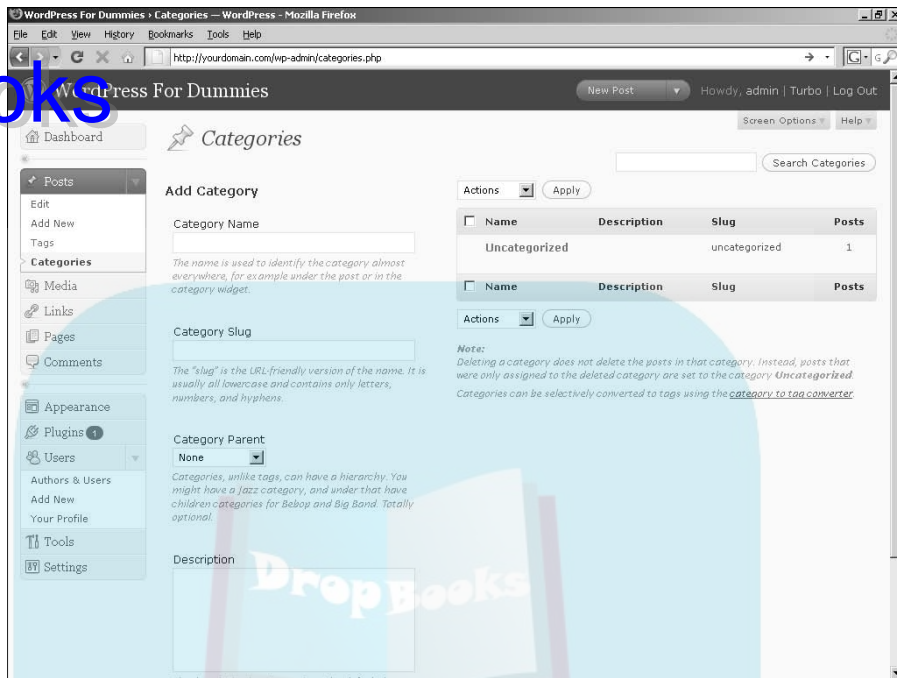 WordPress For Dummies › Categories — WordPress - Mozilla Firefox
File Edit View History Bookmarks Tools Help
http://yourdomain.com/wp-admin/categories.php
oks
WordPress For Dummies
New Post
Howdy, admin | Turbo | Log Out
Screen Options
Help
Dashboard
Categories
Search Categories
Posts
Edit
Add New
Tags
Categories
Media
Links
Pages
Comments
Appearance
Plugins 1
Users
Authors & Users
Add New
Your Profile
Tools
Settings
Add Category
Category Name
The name is used to identify the category almost
everywhere, for example under the post or in the
category widget.
Category Slug
The "slug" is the URL-friendly version of the name. It is
usually all lowercase and contains only letters,
numbers, and hyphens.
Category Parent
None
Categories, unlike tags, can have a hierarchy. You
might have a Jazz category, and under that have
children categories for Bebop and Big Band. Totally
optional.
Description
Actions Apply
Name Description Slug Posts
Uncategorized uncategorized 1
Name Description Slug Posts
Actions Apply
Note:
Deleting a category does not delete the posts in that category. Instead, posts that
were only assigned to the deleted category are set to the category Uncategorized.
Categories can be selectively converted to tags using the category to tag converter.
DropBooks